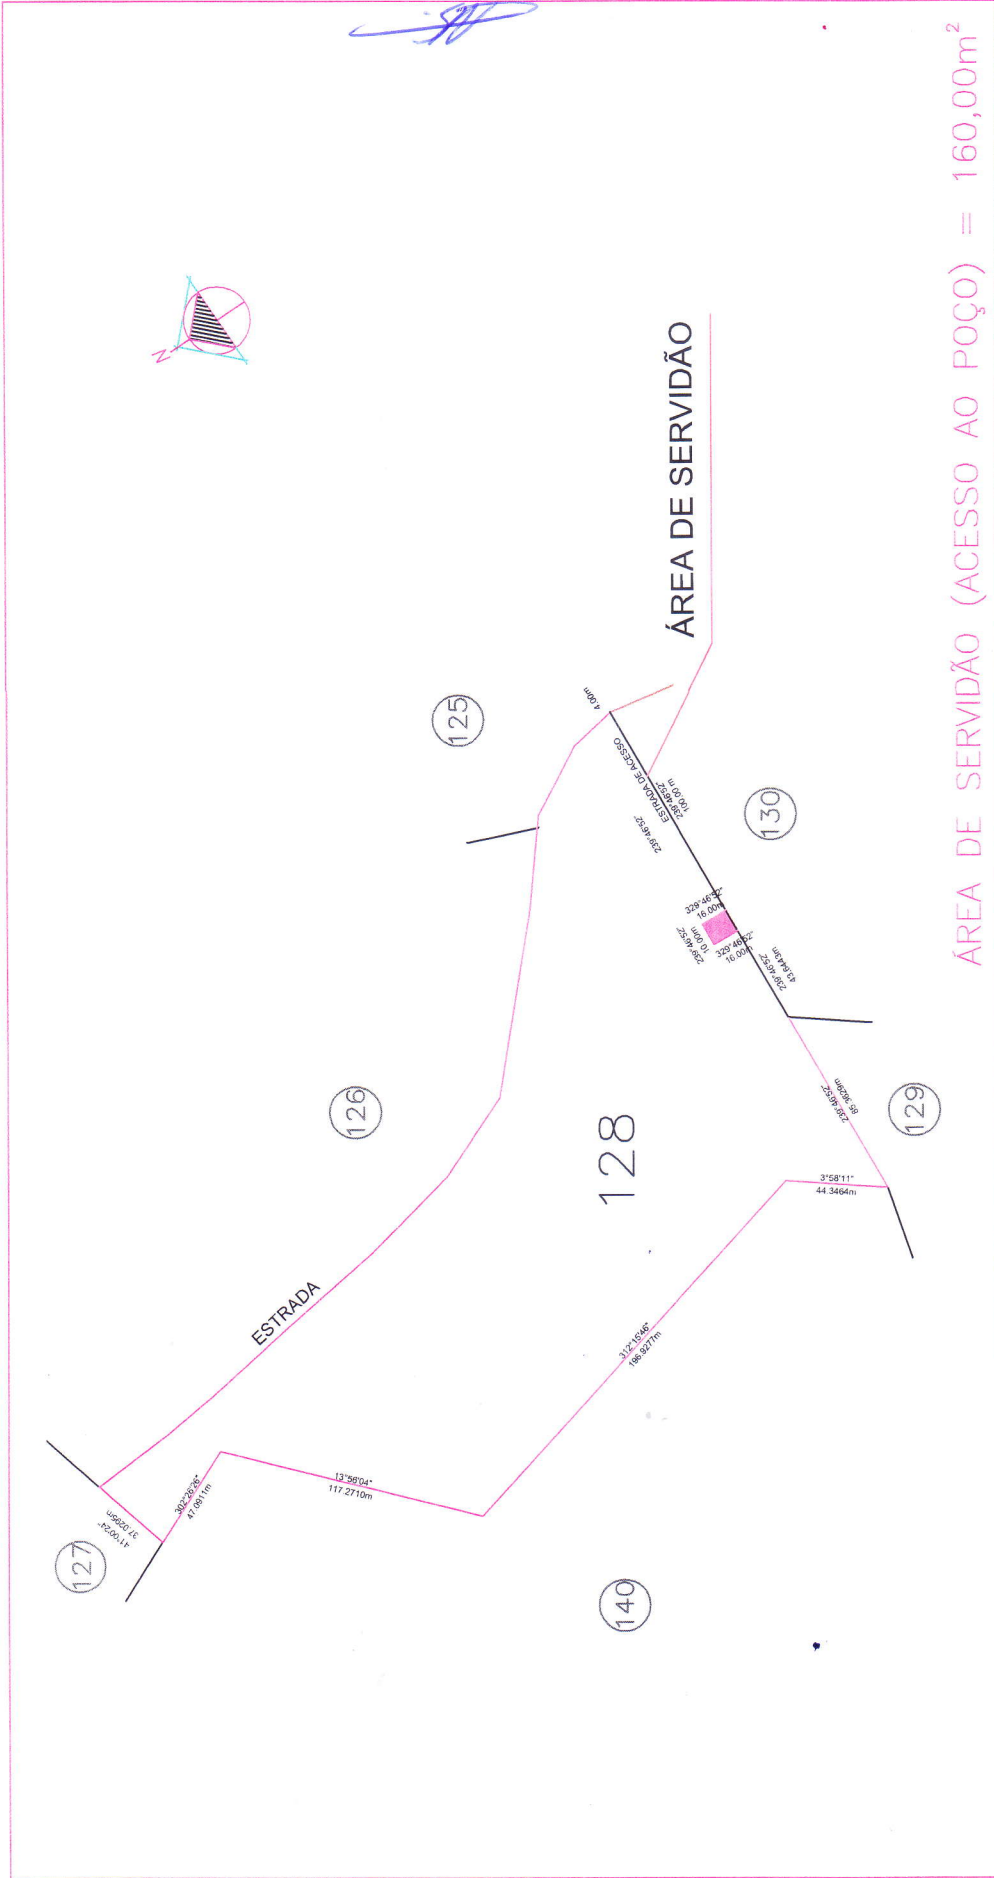 N
127
41°00'24"
37.0295m
302°26'26"
47.0911m
ESTRADA
126
125
13°56'04"
117.2710m
140
312°15'46"
196.9277m
128
3°58'11"
44.3464m
129
239°46'52"
85.3629m
239°46'52"
43.6443m
239°46'52"
10.00m
329°46'52"
16.00m
329°46'52"
16.00m
130
239°46'52"
ESTRADA DE ACESSO
239°46'52"
100.00 m
4.00m
ÁREA DE SERVIDÃO
ÁREA DE SERVIDÃO (ACESSO AO POÇO) = 160,00m²